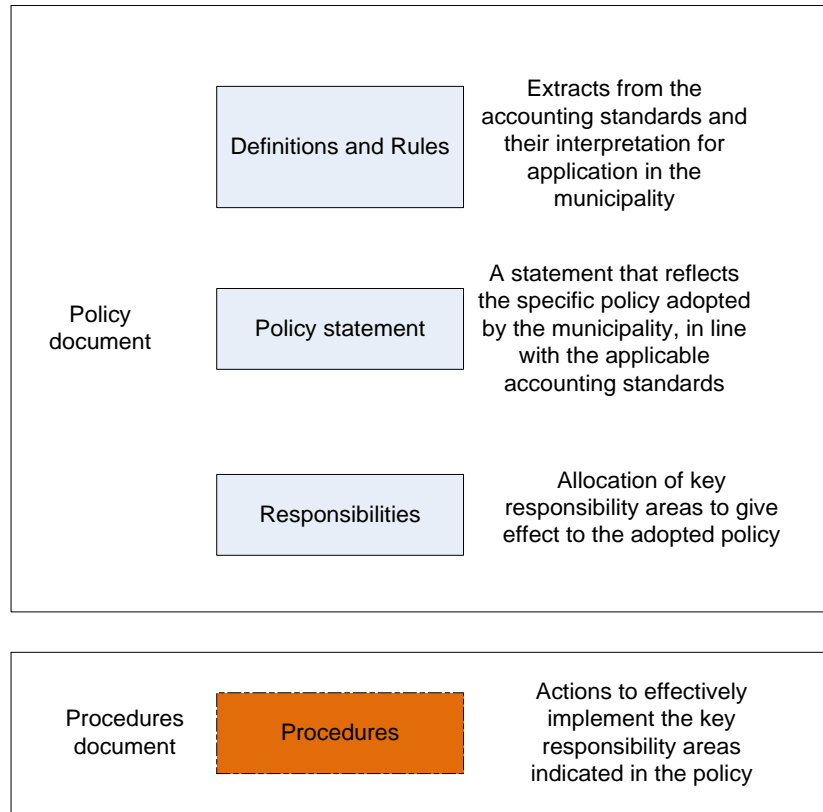 Definitions and Rules
Extracts from the
accounting standards and
their interpretation for
application in the
municipality
Policy
document
Policy statement
A statement that reflects
the specific policy adopted
by the municipality, in line
with the applicable
accounting standards
Responsibilities
Allocation of key
responsibility areas to give
effect to the adopted policy
Procedures
document
Procedures
Actions to effectively
implement the key
responsibility areas
indicated in the policy